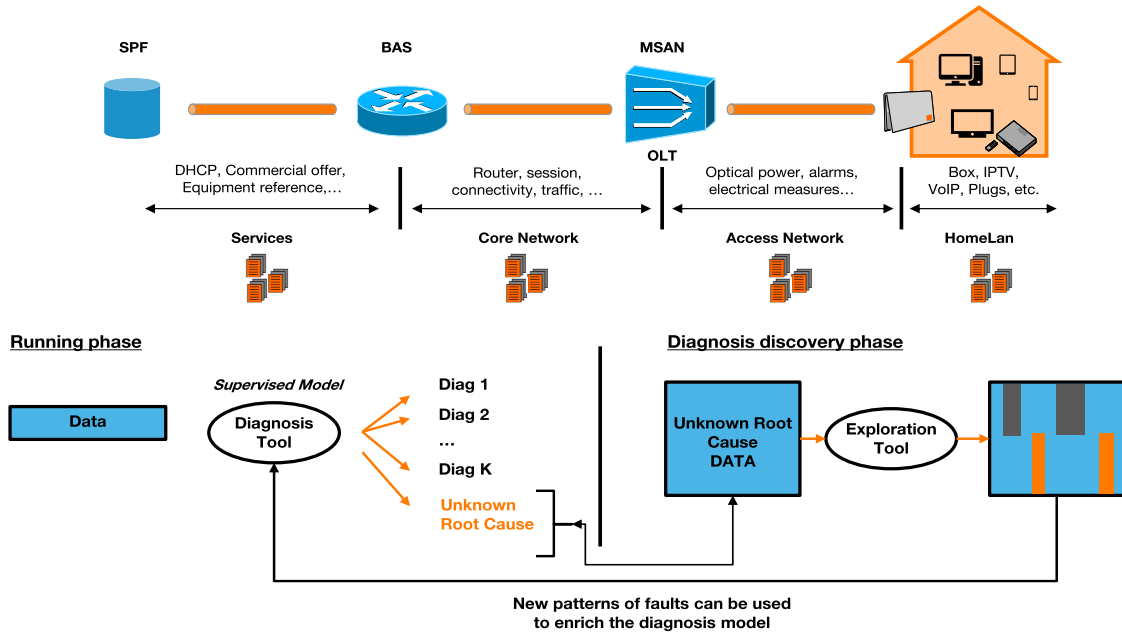 SPF
BAS
MSAN
OLT
DHCP, Commercial offer,
Equipment reference,...
Router, session,
connectivity, traffic, ...
Optical power, alarms,
electrical measures...
Box, IPTV,
VoIP, Plugs, etc.
Services
Core Network
Access Network
HomeLan
Running phase
Data
Supervised Model
Diagnosis
Tool
Diag 1
Diag 2
...
Diag K
Unknown
Root Cause
Diagnosis discovery phase
Unknown Root
Cause
DATA
Exploration
Tool
New patterns of faults can be used
to enrich the diagnosis model